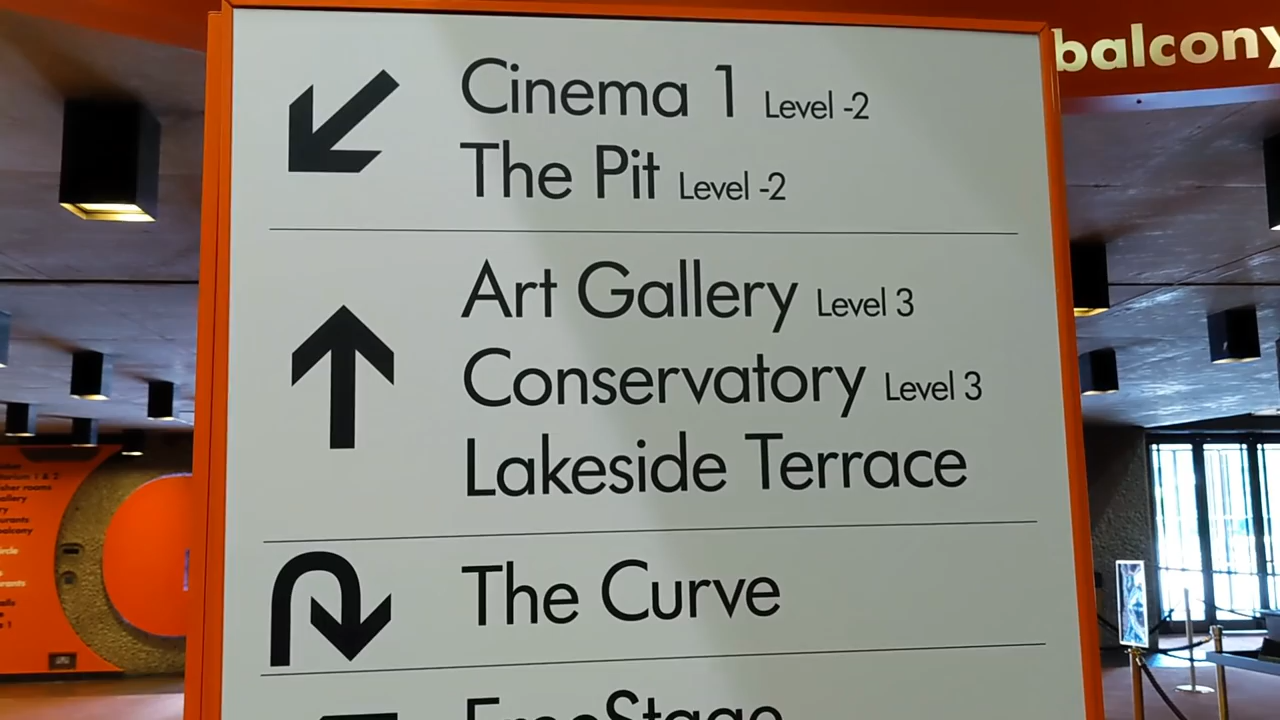 balcony
Cinema 1 Level -2
The Pit Level -2
Art Gallery Level 3
Conservatory Level 3
Lakeside Terrace
The Curve
FreeStage